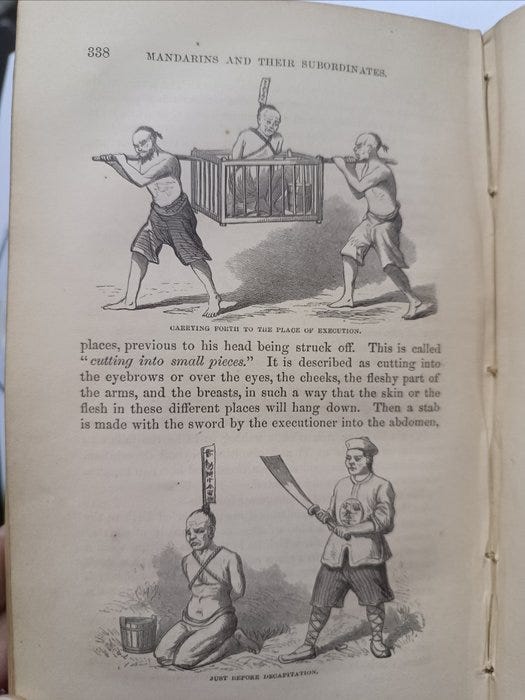 338
MANDARINS AND THEIR SUBORDINATES.
CARRYING FORTH TO THE PLACE OF EXECUTION.
places, previous to his head being struck off. This is called
“cutting into small pieces.” It is described as cutting into
the eyebrows or over the eyes, the cheeks, the fleshy part of
the arms, and the breasts, in such a way that the skin or the
flesh in these different places will hang down. Then a stab
is made with the sword by the executioner into the abdomen,
JUST BEFORE DECAPITATION.